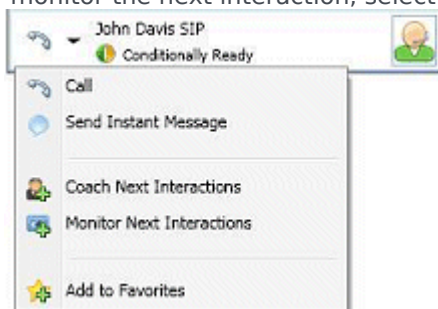 monitor the next interaction, select
John Davis SIP
Conditionally Ready
Call
Send Instant Message
Coach Next Interactions
Monitor Next Interactions
Add to Favorites